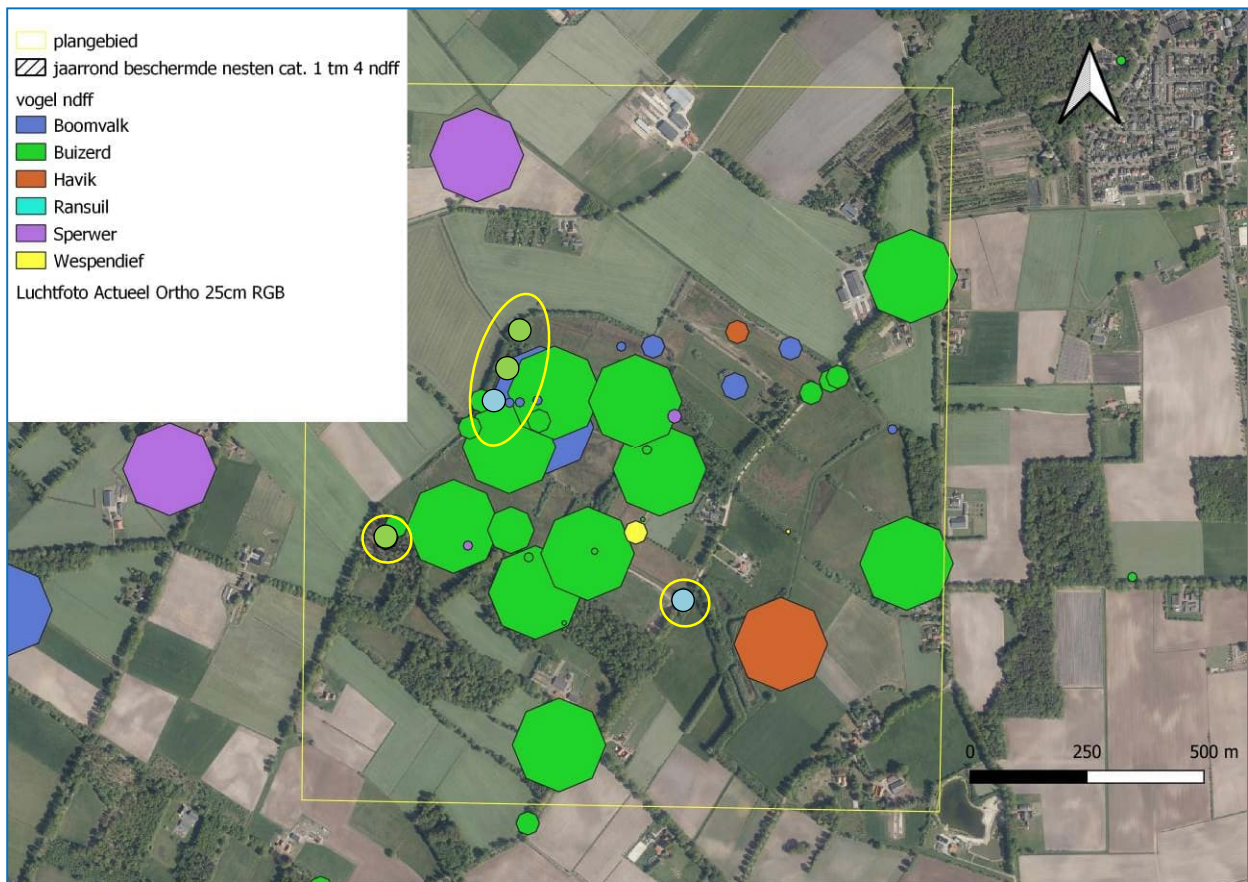 plangebied
jaarrond beschermde nesten cat. 1 tm 4 ndff
vogel ndff
Boomvalk
Buizerd
Havik
Ransuil
Sperwer
Wespendief
Luchtfoto Actueel Ortho 25cm RGB
0 250 500 m